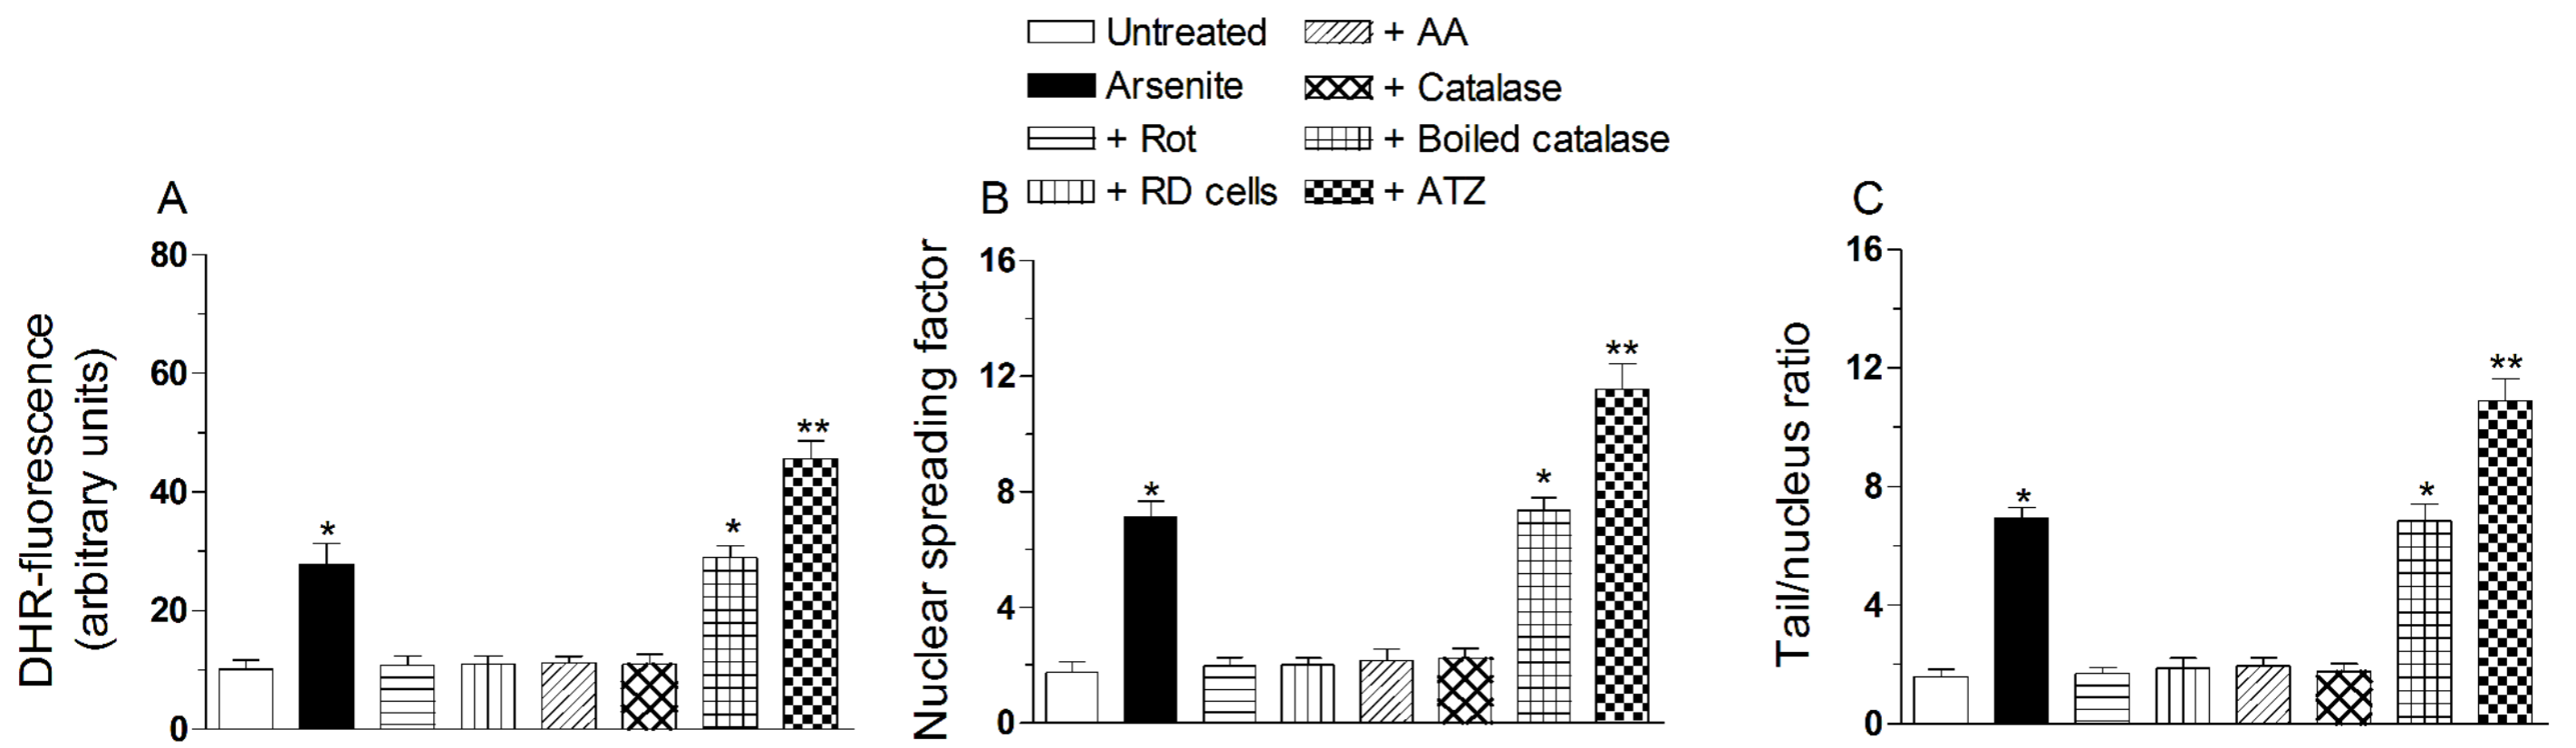 Untreated
+ AA
Arsenite
+ Catalase
+ Rot
+ Boiled catalase
+ RD cells
+ ATZ
A
DHR-fluorescence
(arbitrary units)
80
60
40
20
0
*
*
**
B
Nuclear spreading factor
16
12
8
4
0
*
*
**
C
Tail/nucleus ratio
16
12
8
4
0
*
*
**